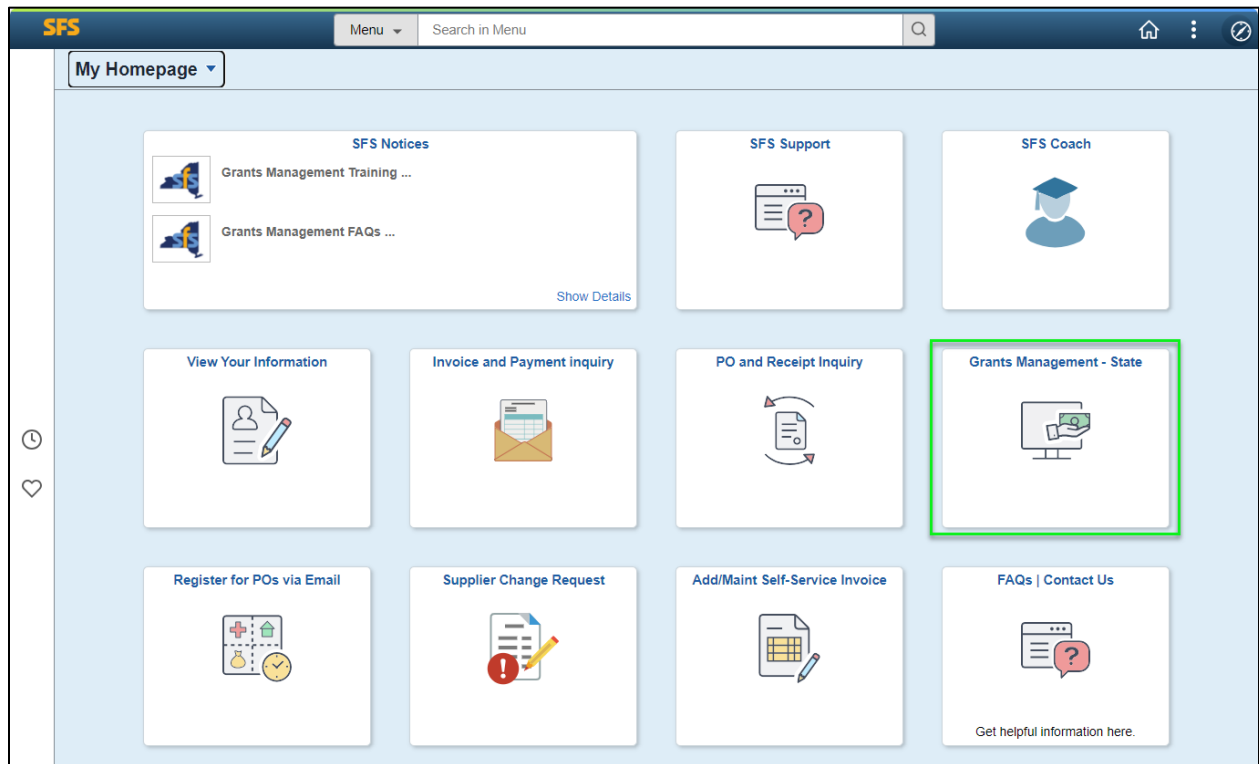 SFS
Menu
Search in Menu
My Homepage
SFS Notices
Grants Management Training ...
Grants Management FAQs ...
Show Details
SFS Support
?
SFS Coach
View Your Information
Invoice and Payment inquiry
PO and Receipt Inquiry
Grants Management - State
Register for POs via Email
Supplier Change Request
!
Add/Maint Self-Service Invoice
FAQs | Contact Us
?
Get helpful information here.
sfs
sfs